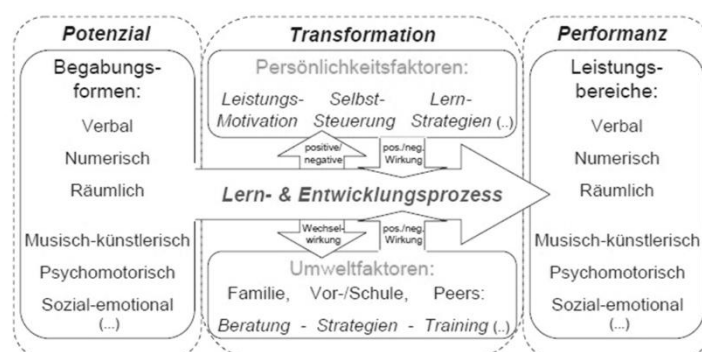 Potenzial
Begabungs-
formen:
Verbal
Numerisch
Räumlich
Musisch-künstlerisch
Psychomotorisch
Sozial-emotional
(...)
Transformation
Persönlichkeitsfaktoren:
Leistungs- Selbst- Lern-
Motivation Steuerung Strategien (..)
positive/ pos./neg.
negative Wirkung
Lern- & Entwicklungsprozess
Wechsel- pos./neg.
wirkung Wirkung
Umweltfaktoren:
Familie, Vor-/Schule, Peers:
Beratung - Strategien - Training (..)
Performanz
Leistungs-
bereiche:
Verbal
Numerisch
Räumlich
Musisch-künstlerisch
Psychomotorisch
Sozial-emotional
(...)